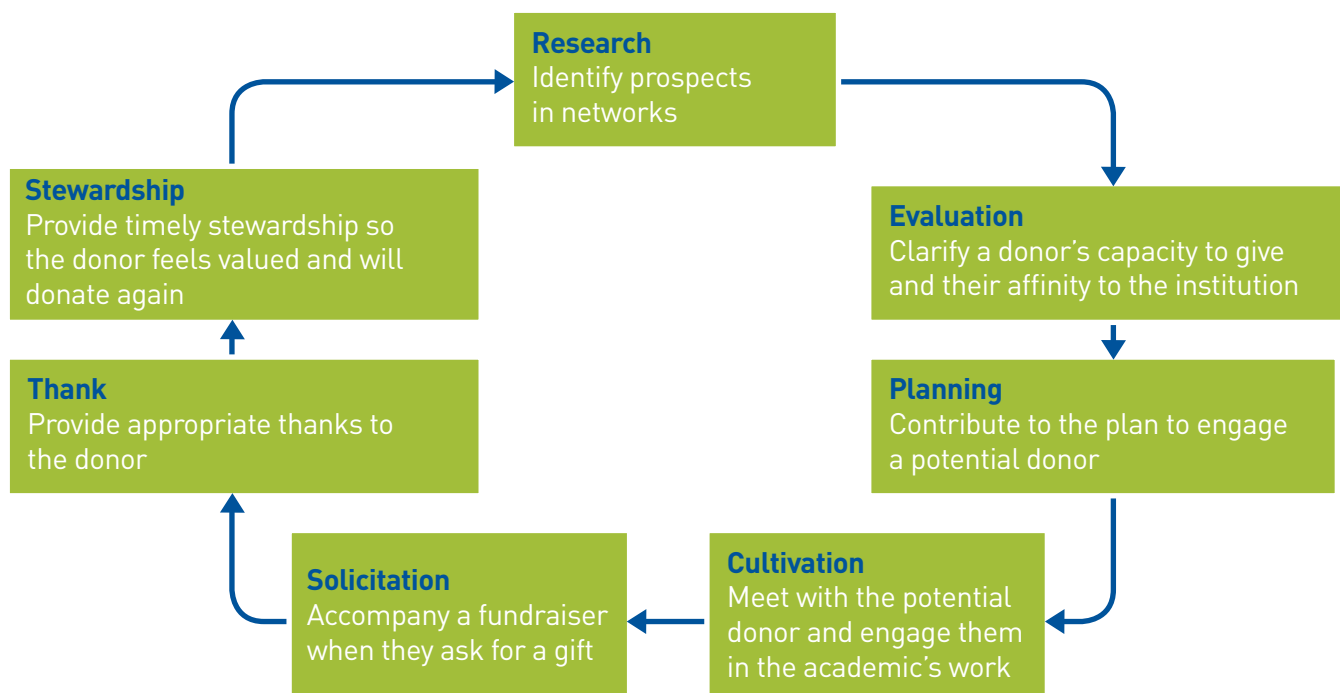 Research
Identify prospects
in networks
Evaluation
Clarify a donor’s capacity to give
and their affinity to the institution
Planning
Contribute to the plan to engage
a potential donor
Cultivation
Meet with the potential
donor and engage them
in the academic’s work
Solicitation
Accompany a fundraiser
when they ask for a gift
Thank
Provide appropriate thanks to
the donor
Stewardship
Provide timely stewardship so
the donor feels valued and will
donate again